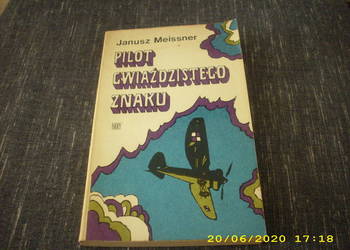 Janusz Meissner
PILOT
GWIAŹDZISTEGO
ZNAKU
20/06/2020 17:18